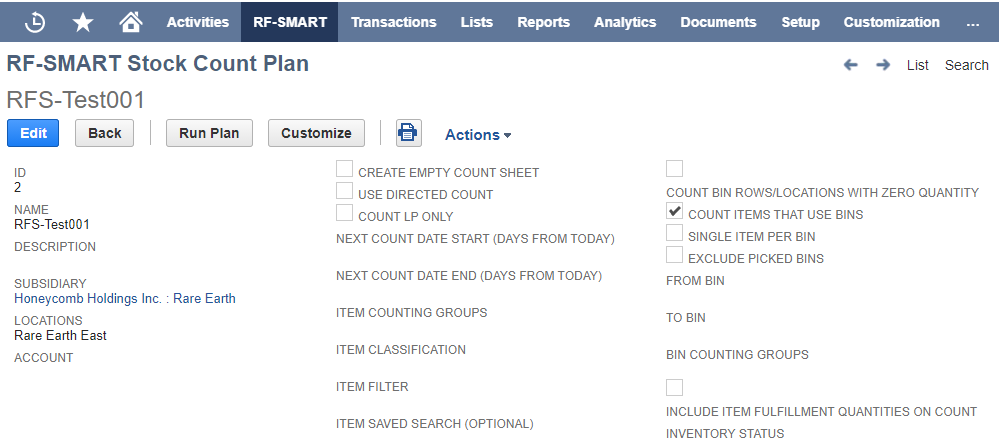 Activities RF-SMART Transactions Lists Reports Analytics Documents Setup Customization ...
RF-SMART Stock Count Plan
List Search
RFS-Test001
Edit Back Run Plan Customize Actions
ID
2
NAME
RFS-Test001
DESCRIPTION
SUBSIDIARY
Honeycomb Holdings Inc. : Rare Earth
LOCATIONS
Rare Earth East
ACCOUNT
CREATE EMPTY COUNT SHEET
USE DIRECTED COUNT
COUNT LP ONLY
NEXT COUNT DATE START (DAYS FROM TODAY)
NEXT COUNT DATE END (DAYS FROM TODAY)
ITEM COUNTING GROUPS
ITEM CLASSIFICATION
ITEM FILTER
ITEM SAVED SEARCH (OPTIONAL)
COUNT BIN ROWS/LOCATIONS WITH ZERO QUANTITY
COUNT ITEMS THAT USE BINS
SINGLE ITEM PER BIN
EXCLUDE PICKED BINS
FROM BIN
TO BIN
BIN COUNTING GROUPS
INCLUDE ITEM FULFILLMENT QUANTITIES ON COUNT
INVENTORY STATUS